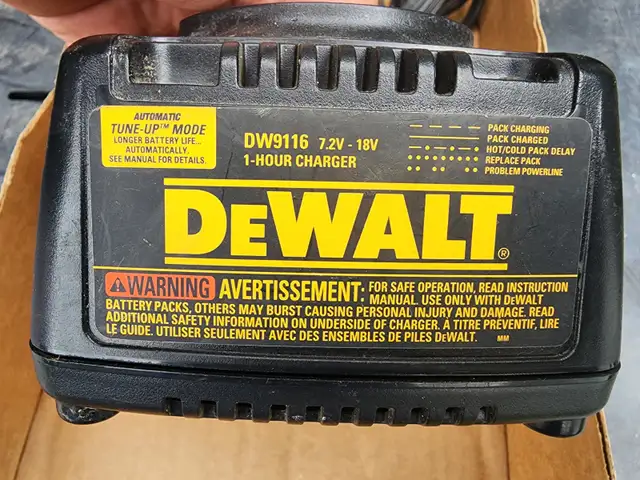 AUTOMATIC
TUNE-UP™ MODE
LONGER BATTERY LIFE...
AUTOMATICALLY.
SEE MANUAL FOR DETAILS.
DW9116 7.2V - 18V
1-HOUR CHARGER
PACK CHARGING
PACK CHARGED
HOT/COLD PACK DELAY
REPLACE PACK
PROBLEM POWERLINE
DEWALT®
WARNING AVERTISSEMENT: FOR SAFE OPERATION, READ INSTRUCTION
MANUAL. USE ONLY WITH DEWALT
BATTERY PACKS, OTHERS MAY BURST CAUSING PERSONAL INJURY AND DAMAGE. READ
ADDITIONAL SAFETY INFORMATION ON UNDERSIDE OF CHARGER. À TITRE PRÉVENTIF, LIRE
LE GUIDE. UTILISER SEULEMENT AVEC DES ENSEMBLES DE PILES DEWALT. MM